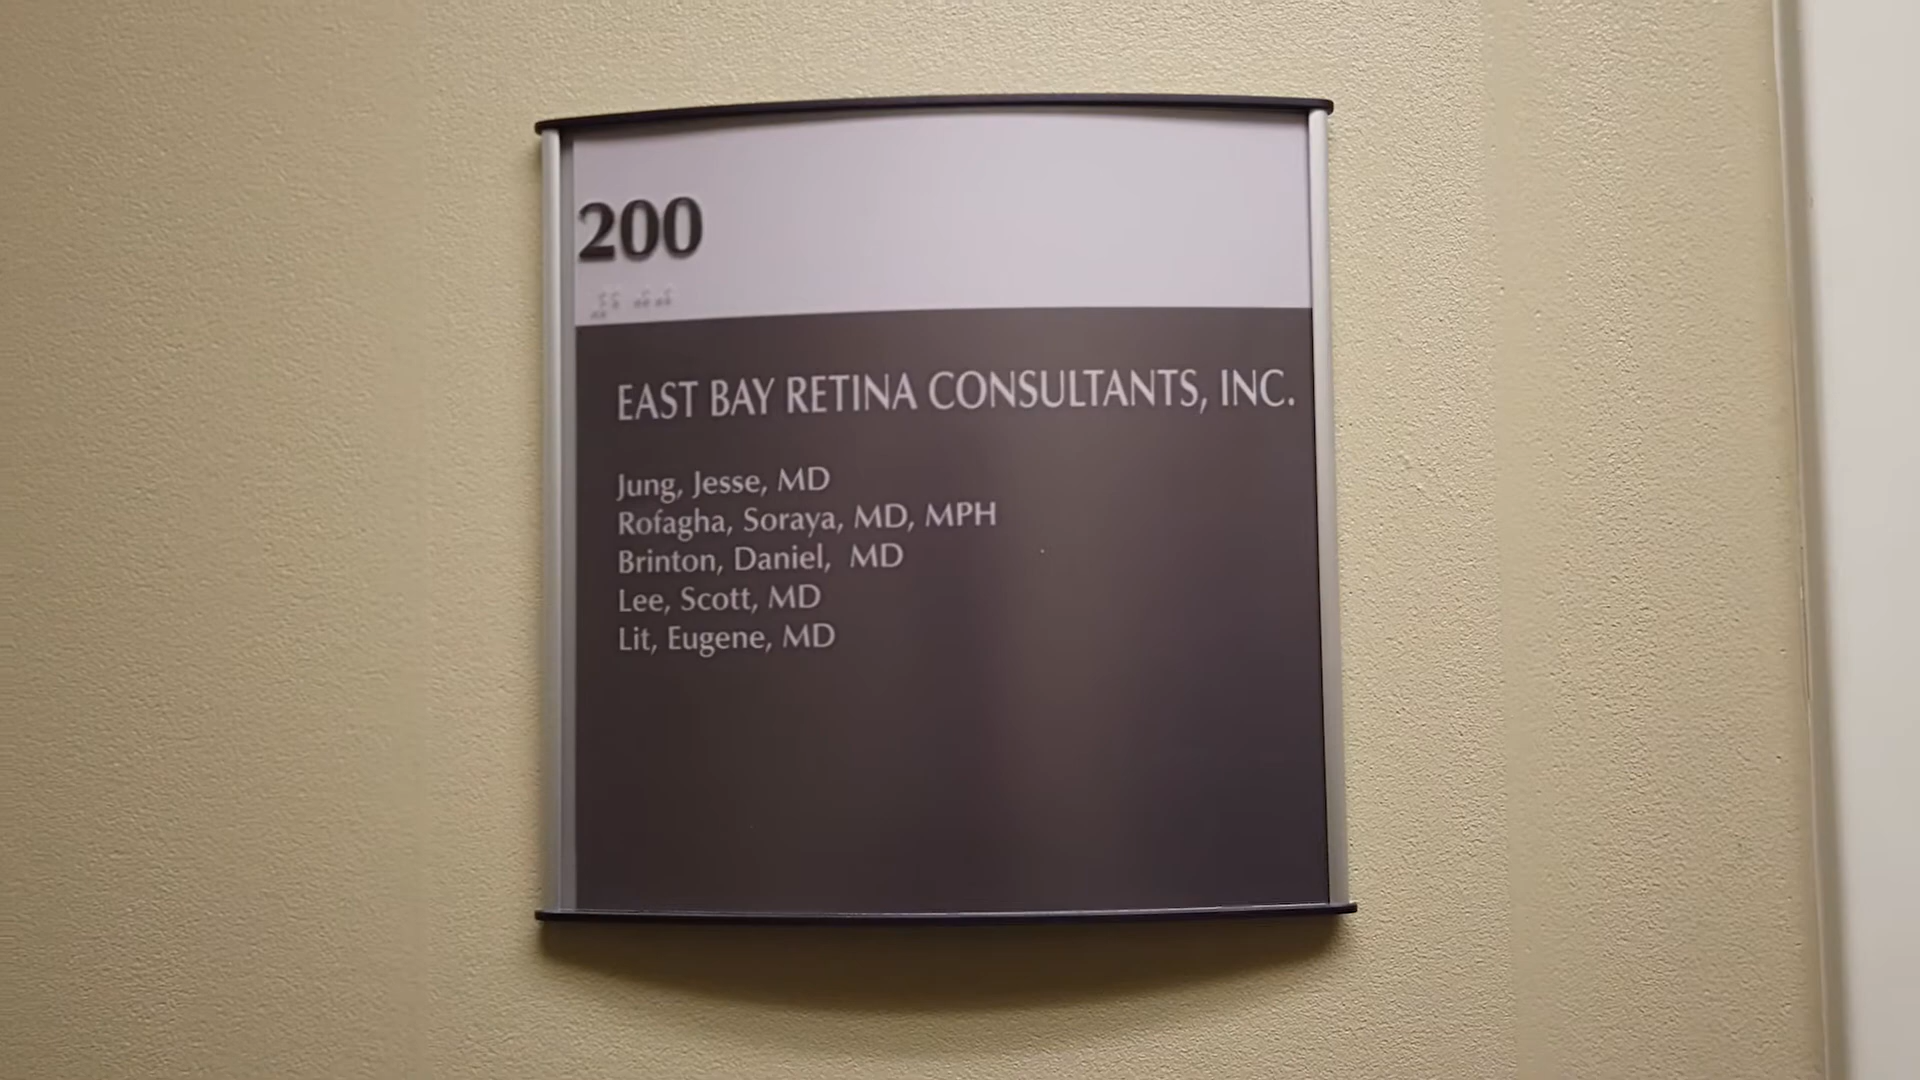 200
EAST BAY RETINA CONSULTANTS, INC.
Jung, Jesse, MD
Rofagha, Soraya, MD, MPH
Brinton, Daniel, MD
Lee, Scott, MD
Lit, Eugene, MD